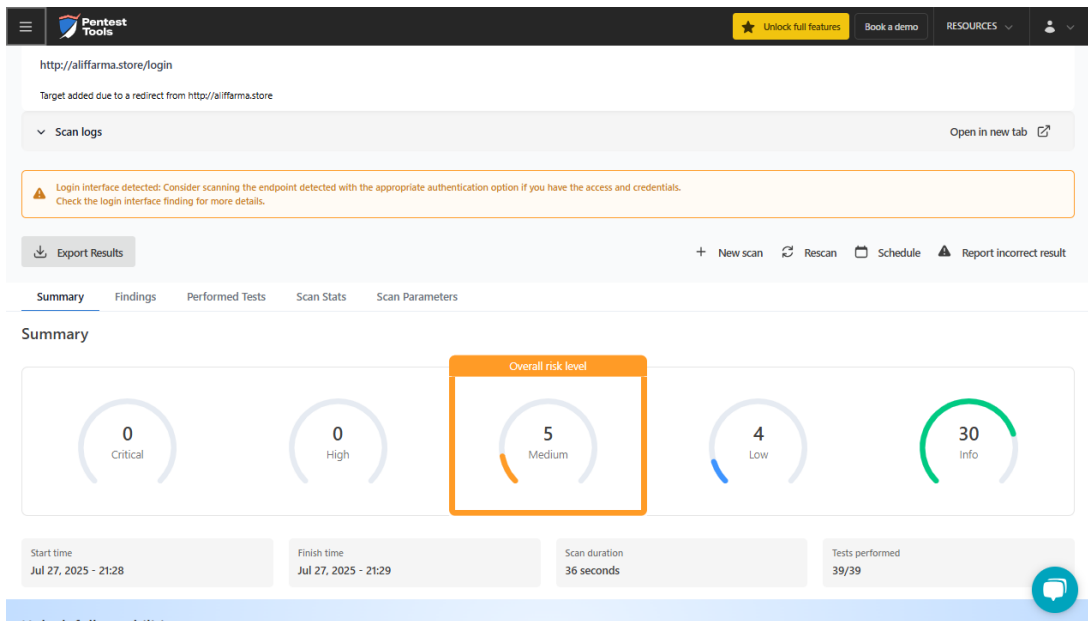 Pentest
Tools
Unlock full features
Book a demo
RESOURCES
http://aliffarma.store/login
Target added due to a redirect from http://aliffarma.store
Scan logs
Open in new tab
Login interface detected: Consider scanning the endpoint detected with the appropriate authentication option if you have the access and credentials.
Check the login interface finding for more details.
Export Results
New scan
Rescan
Schedule
Report incorrect result
Summary
Findings
Performed Tests
Scan Stats
Scan Parameters
Summary
Overall risk level
0
Critical
0
High
5
Medium
4
Low
30
Info
Start time
Jul 27, 2025 - 21:28
Finish time
Jul 27, 2025 - 21:29
Scan duration
36 seconds
Tests performed
39/39